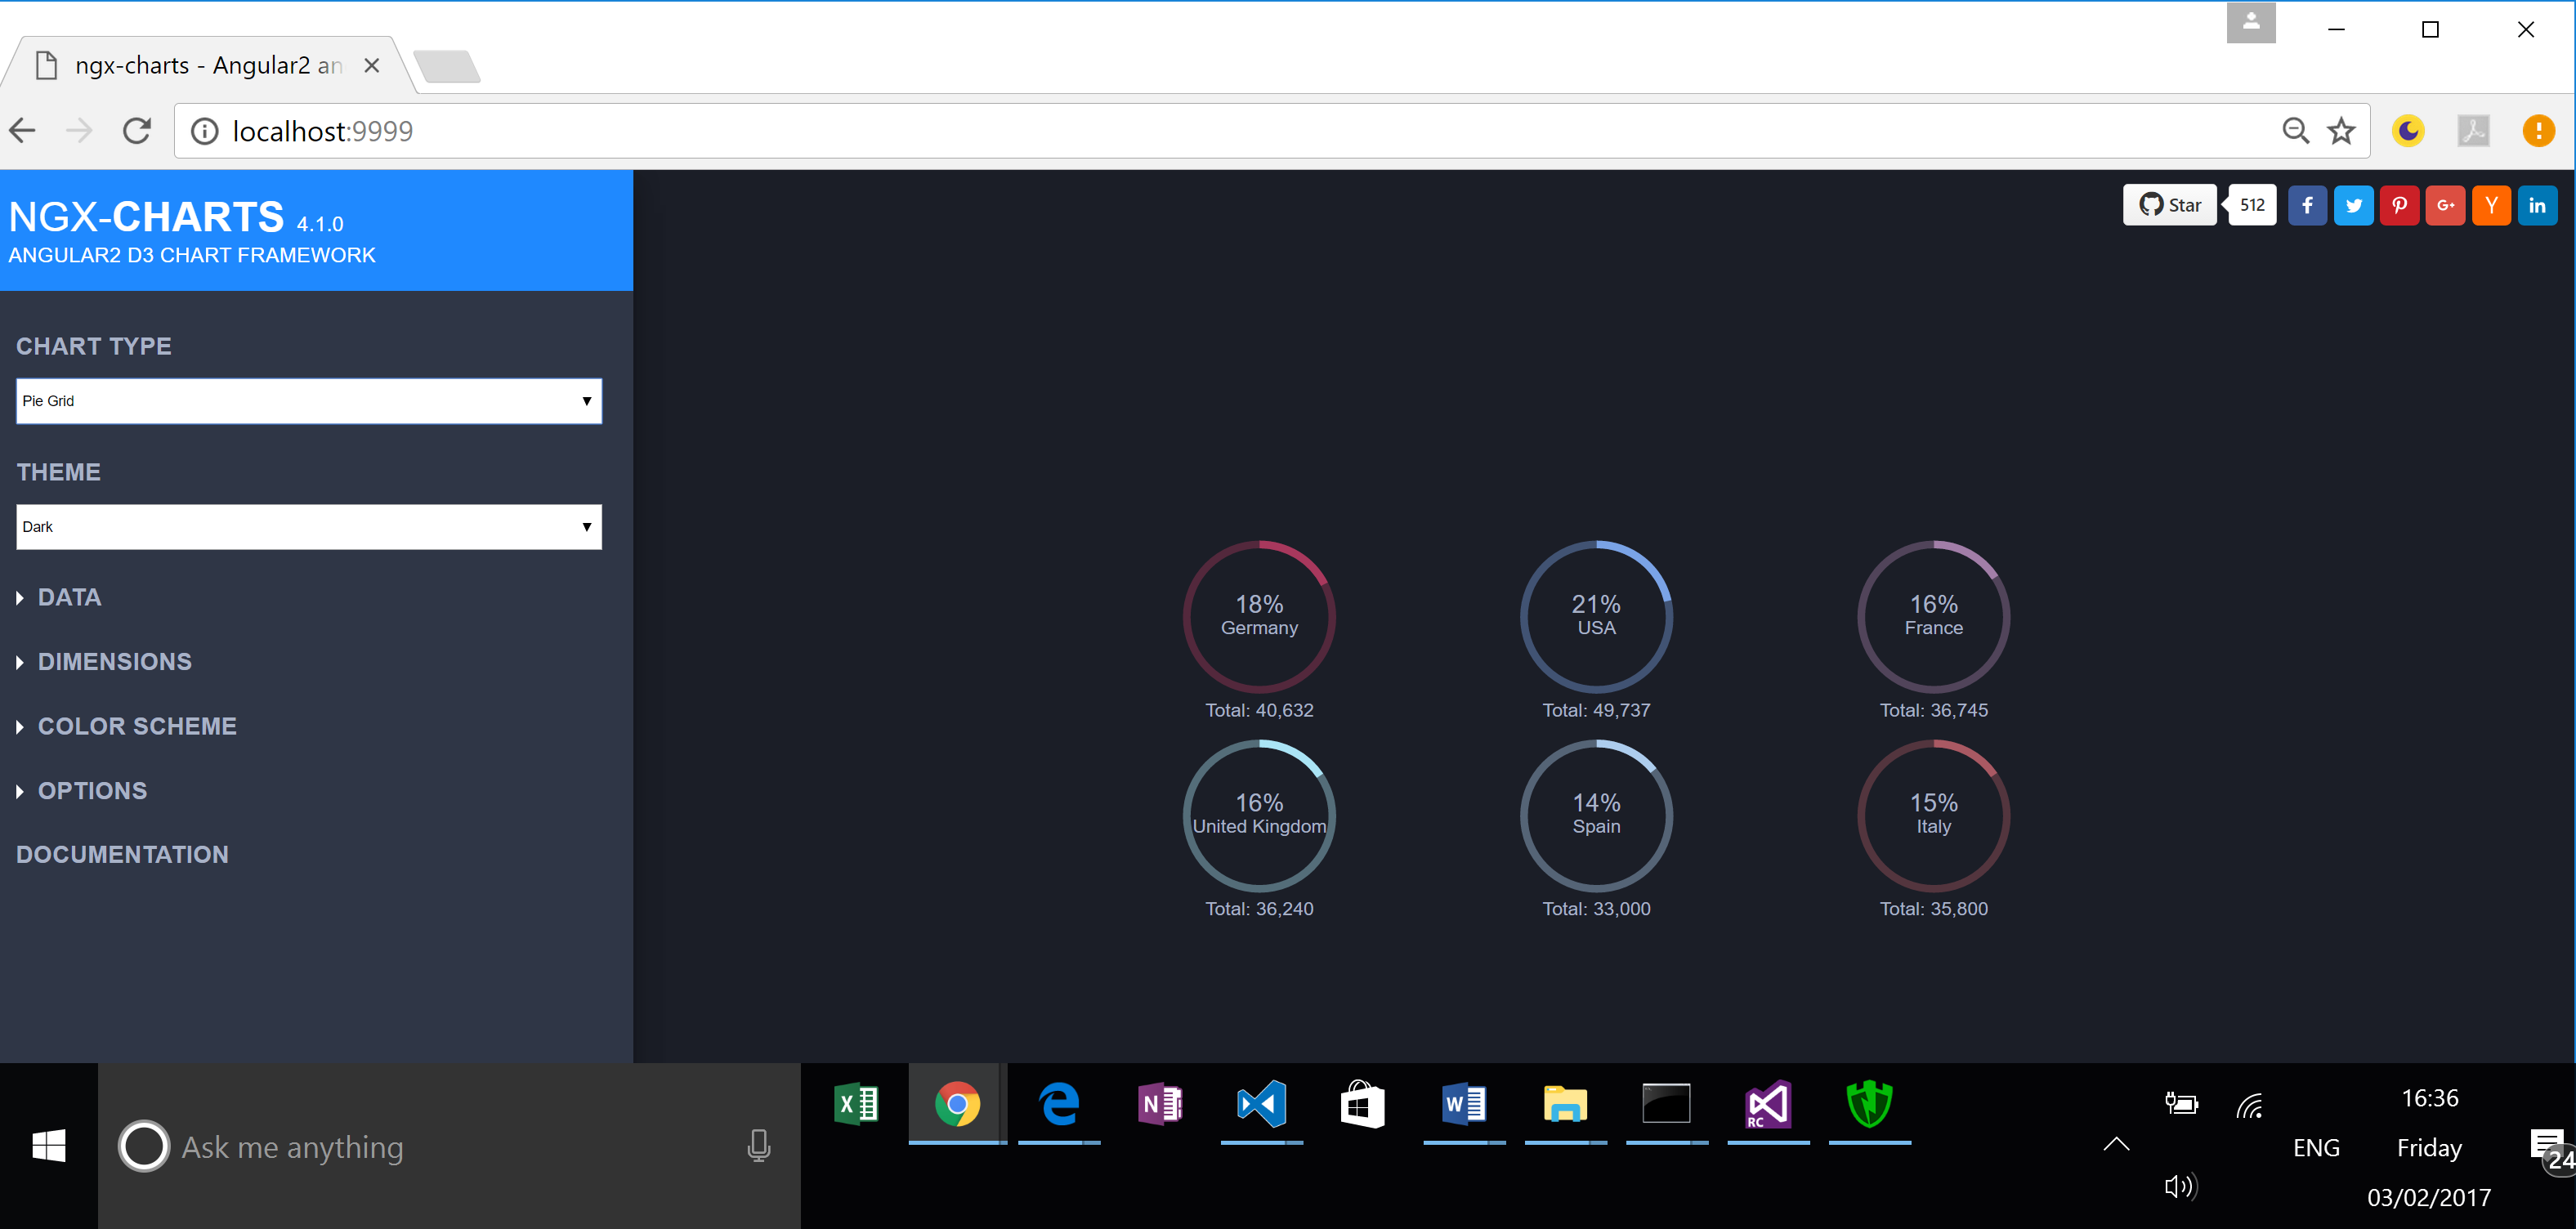 ngx-charts - Angular2 an
localhost:9999
NGX-CHARTS 4.1.0
ANGULAR2 D3 CHART FRAMEWORK
Star 512
CHART TYPE
Pie Grid
THEME
Dark
DATA
DIMENSIONS
COLOR SCHEME
OPTIONS
DOCUMENTATION
18%
Germany
Total: 40,632
21%
USA
Total: 49,737
16%
France
Total: 36,745
16%
United Kingdom
Total: 36,240
14%
Spain
Total: 33,000
15%
Italy
Total: 35,800
Ask me anything
RC
ENG
16:36
Friday
03/02/2017
24